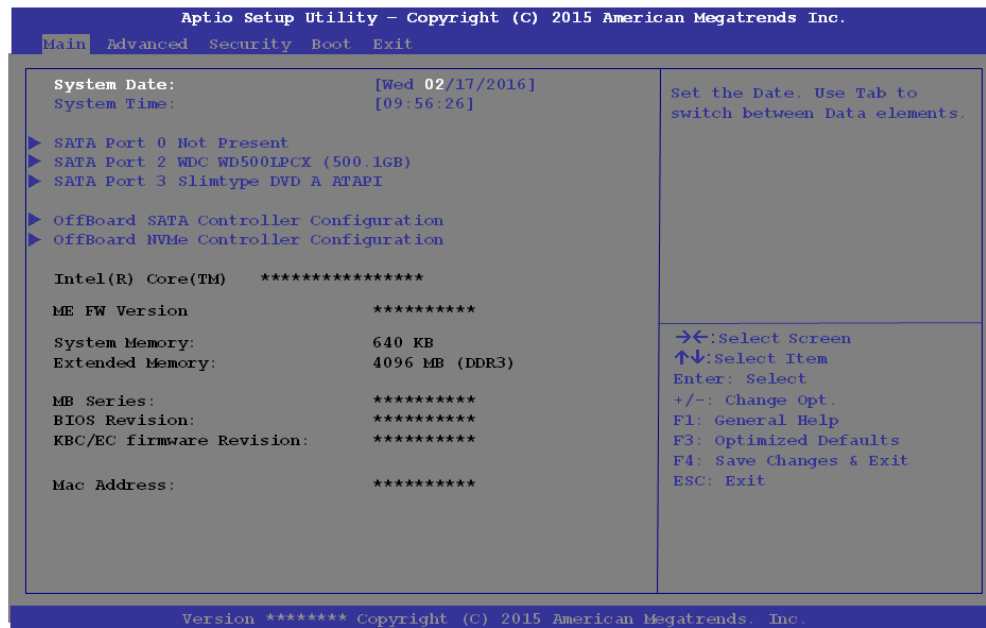 Aptio Setup Utility – Copyright (C) 2015 American Megatrends Inc.
Main Advanced Security Boot Exit
System Date: [Wed 02/17/2016]
System Time: [09:56:26]
▶ SATA Port 0 Not Present
▶ SATA Port 2 WDC WD500LPCX (500.1GB)
▶ SATA Port 3 Slimtype DVD A ATAPI
▶ OffBoard SATA Controller Configuration
▶ OffBoard NVMe Controller Configuration
Intel(R) Core(TM) ****************
ME FW Version **********
System Memory: 640 KB
Extended Memory: 4096 MB (DDR3)
MB Series: **********
BIOS Revision: **********
KBC/EC firmware Revision: **********
Mac Address: **********
Set the Date. Use Tab to
switch between Data elements.
→←:Select Screen
↑↓:Select Item
Enter: Select
+/-: Change Opt.
F1: General Help
F3: Optimized Defaults
F4: Save Changes & Exit
ESC: Exit
Version ******** Copyright (C) 2015 American Megatrends. Inc.